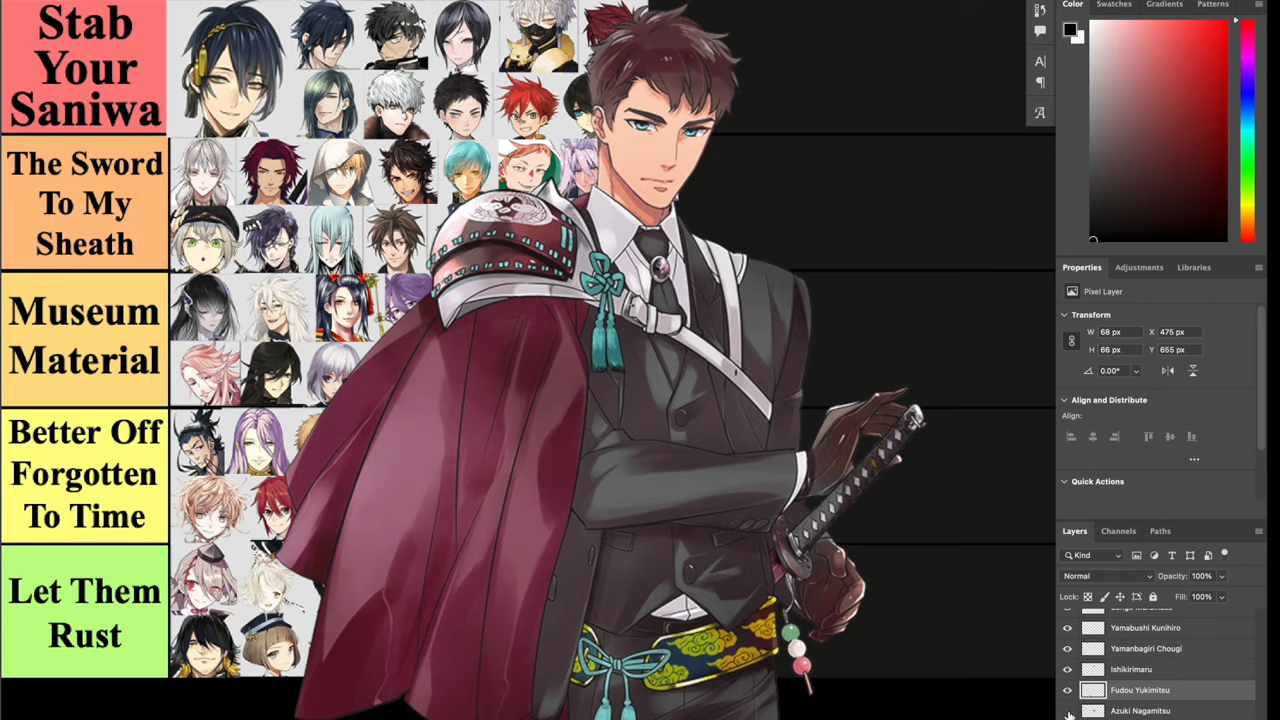 Stab
Your
Saniwa
The Sword
To My
Sheath
Museum
Material
Better Off
Forgotten
To Time
Let Them
Rust
Color
Swatches
Gradients
Patterns
Properties
Adjustments
Libraries
Pixel Layer
Transform
W 68 px
X 475 px
H 66 px
Y 655 px
0.00°
Align and Distribute
Align:
Quick Actions
Layers
Channels
Paths
Kind
Normal
Opacity: 100%
Lock:
Fill: 100%
Yamabushi Kunihiro
Yamanbagiri Chougi
Ishikirimaru
Fudou Yukimitsu
Azuki Nagamitsu